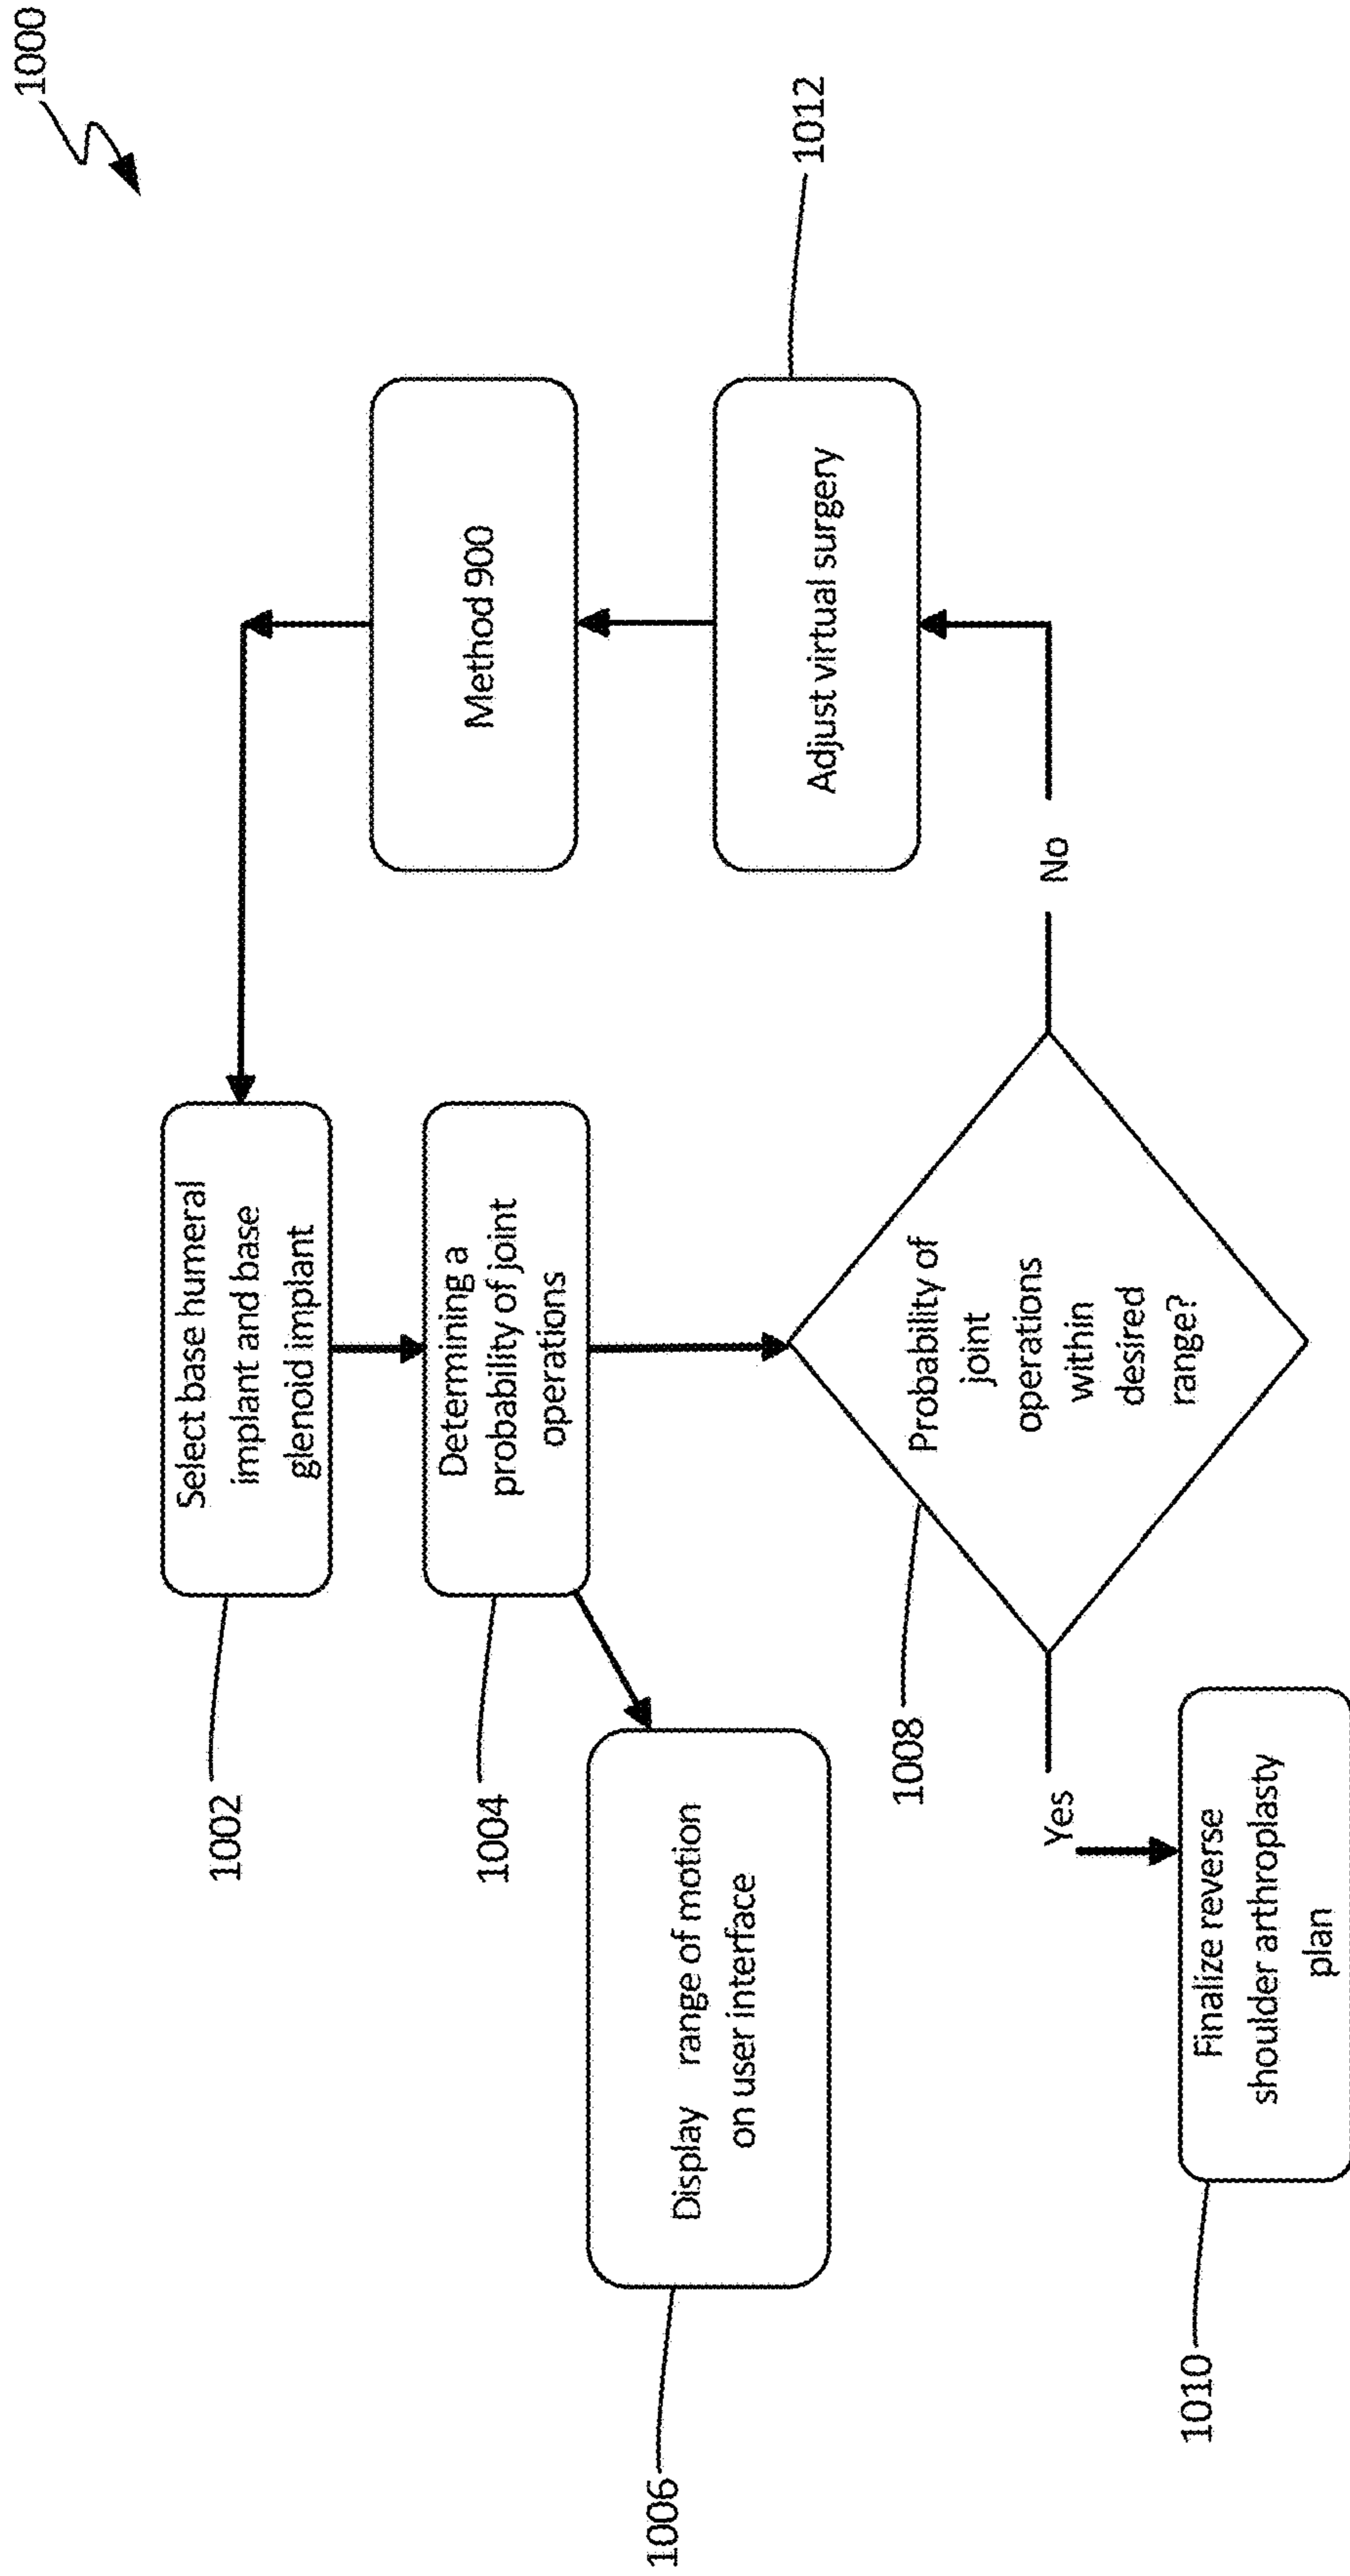 1000
1002
Select base humeral
implant and base
glenoid implant
1004
Determining a
probability of joint
operations
1006
Display range of motion
on user interface
Method 900
1008
Probability of
joint
operations
within
desired
range?
Adjust virtual surgery
1012
Yes
No
1010
Finalize reverse
shoulder arthroplasty
plan